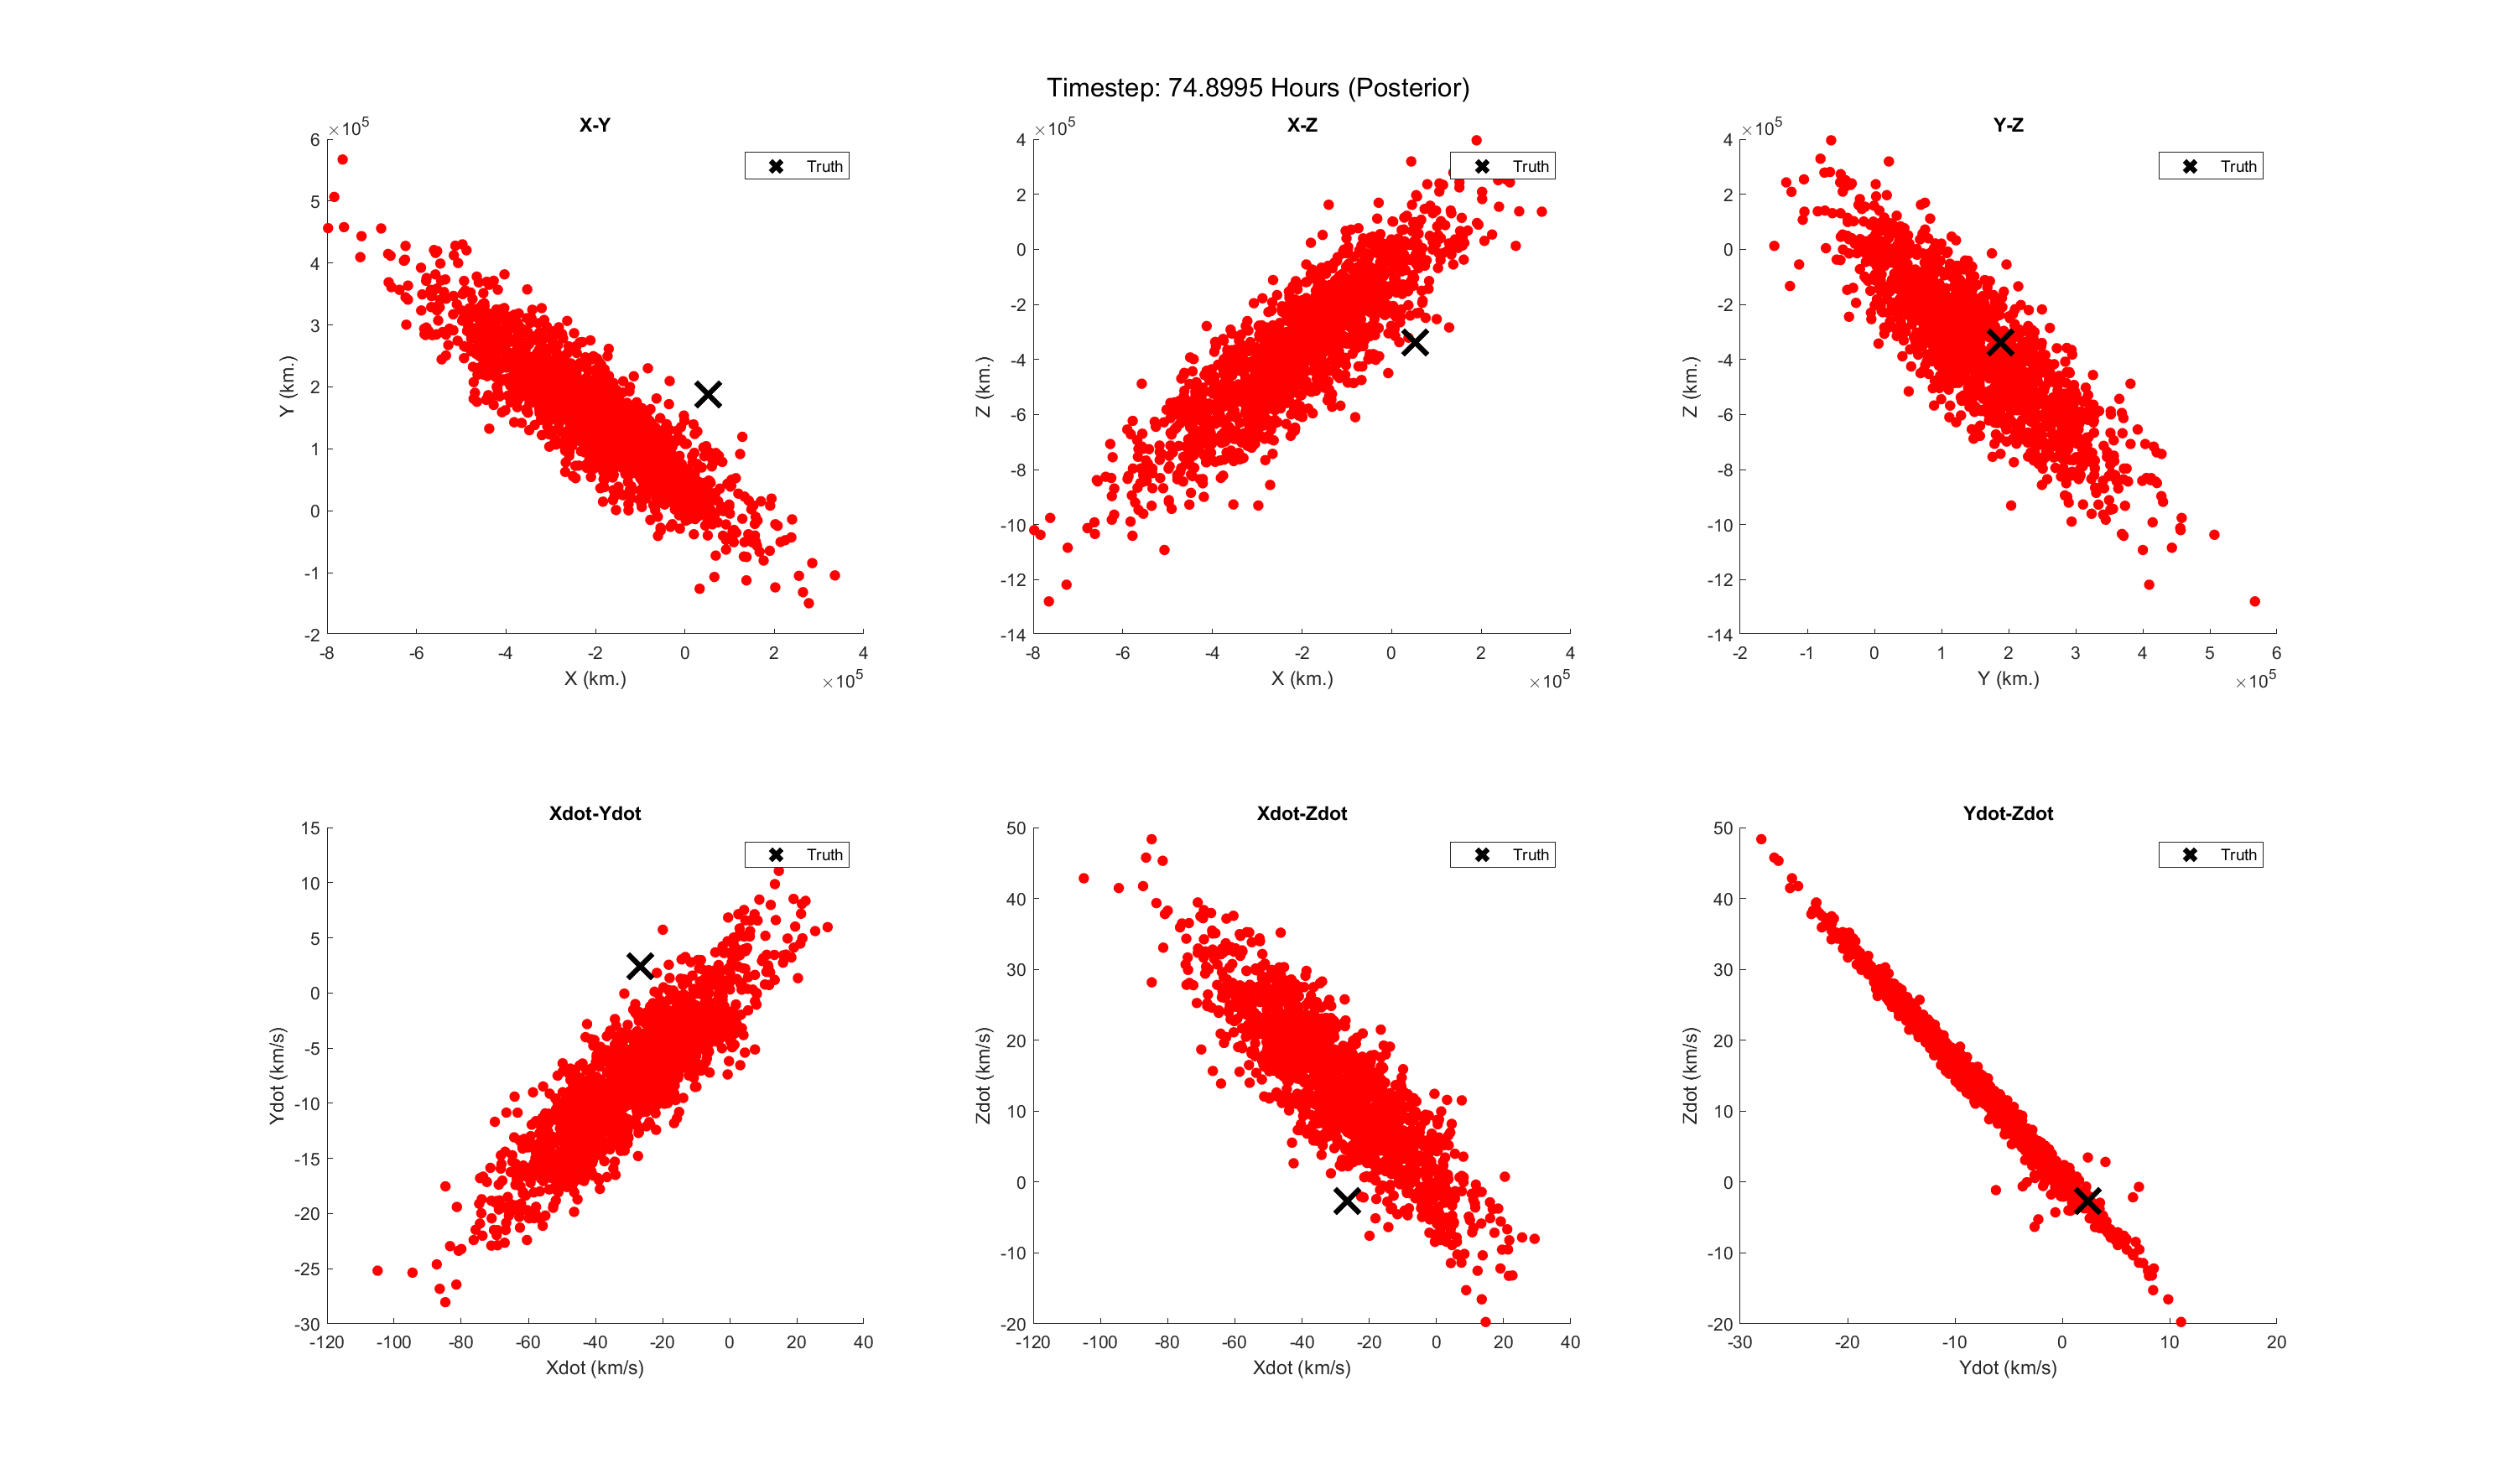 Timestep: 74.8995 Hours (Posterior)
X-Y
×10^5
Truth
6
5
4
3
2
1
0
-1
-2
Y (km.)
-8 -6 -4 -2 0 2 4
X (km.)
×10^5
X-Z
×10^5
Truth
4
2
0
-2
-4
-6
-8
-10
-12
-14
Z (km.)
-8 -6 -4 -2 0 2 4
X (km.)
×10^5
Y-Z
×10^5
Truth
4
2
0
-2
-4
-6
-8
-10
-12
-14
Z (km.)
-2 -1 0 1 2 3 4 5 6
Y (km.)
×10^5
Xdot-Ydot
Truth
15
10
5
0
-5
-10
-15
-20
-25
-30
Ydot (km/s)
-120 -100 -80 -60 -40 -20 0 20 40
Xdot (km/s)
Xdot-Zdot
Truth
50
40
30
20
10
0
-10
-20
Zdot (km/s)
-120 -100 -80 -60 -40 -20 0 20 40
Xdot (km/s)
Ydot-Zdot
Truth
50
40
30
20
10
0
-10
-20
Zdot (km/s)
-30 -20 -10 0 10 20
Ydot (km/s)